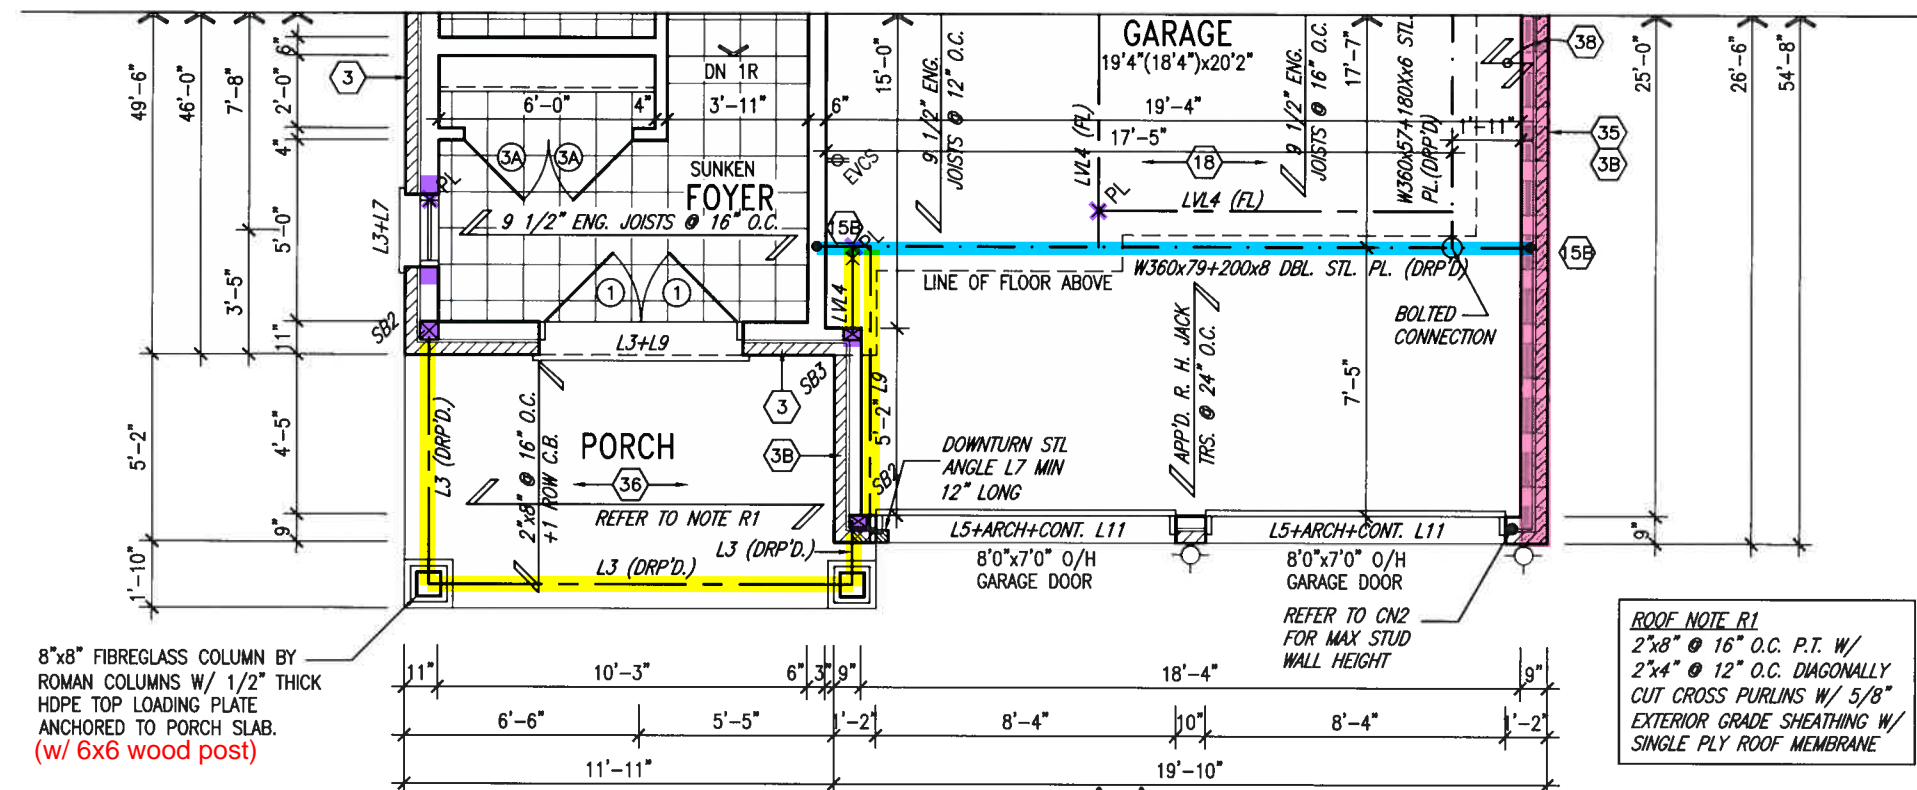 GARAGE
19'4"(18'4")x20'2"
DN 1R
6'-0"
4"
3'-11"
6"
19'-4"
17'-5"
1'-11"
15'-0"
17'-7"
49'-6"
46'-0"
7'-8"
6"
2'-0"
4"
5'-0"
3'-5"
11"
5'-2"
4'-5"
9"
1'-10"
3
3A
3A
SUNKEN
FOYER
9 1/2" ENG. JOISTS @ 16" O.C.
PL
L3+L7
1
1
L3+L9
SB2
EVCS
15B
PL
LVL4
9 1/2" ENG.
JOISTS @ 12" O.C.
LVL4 (FL)
PL
LVL4 (FL)
18
9 1/2" ENG.
JOISTS @ 16" O.C.
W360x57+180x6 STL.
PL.(DRP'D)
38
35
3B
15B
25'-0"
26'-6"
54'-8"
9"
W360x79+200x8 DBL. STL. PL. (DRP'D)
LINE OF FLOOR ABOVE
BOLTED
CONNECTION
APP'D. R. H. JACK
TRS. @ 24" O.C.
7'-5"
SB3
3
3B
5'-2"
L9
SB2
L3 (DRP'D.)
2"x8" @ 16" O.C.
+1 ROW C.B.
PORCH
36
REFER TO NOTE R1
L3 (DRP'D.)
L3 (DRP'D.)
DOWNTURN STL
ANGLE L7 MIN
12" LONG
L5+ARCH+CONT. L11
8'0"x7'0" O/H
GARAGE DOOR
L5+ARCH+CONT. L11
8'0"x7'0" O/H
GARAGE DOOR
REFER TO CN2
FOR MAX STUD
WALL HEIGHT
8"x8" FIBREGLASS COLUMN BY
ROMAN COLUMNS W/ 1/2" THICK
HDPE TOP LOADING PLATE
ANCHORED TO PORCH SLAB.
(w/ 6x6 wood post)
ROOF NOTE R1
2"x8" @ 16" O.C. P.T. W/
2"x4" @ 12" O.C. DIAGONALLY
CUT CROSS PURLINS W/ 5/8"
EXTERIOR GRADE SHEATHING W/
SINGLE PLY ROOF MEMBRANE
11"
10'-3"
6"
3"
9"
18'-4"
9"
6'-6"
5'-5"
1'-2"
8'-4"
10"
8'-4"
1'-2"
11'-11"
19'-10"